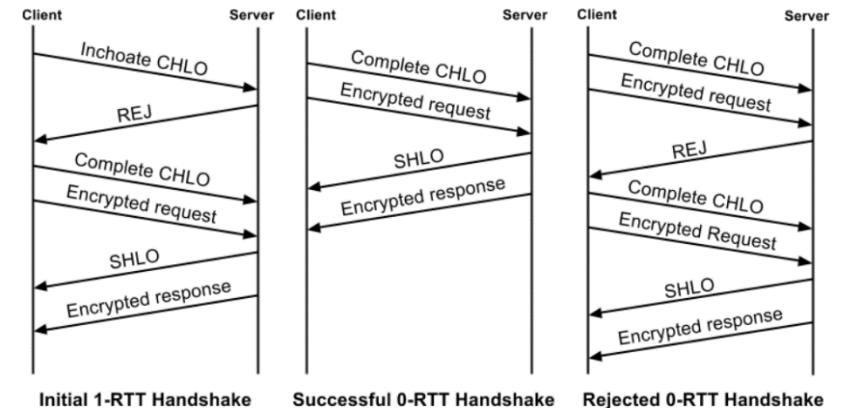 Client
Server
Inchoate CHLO
REJ
Complete CHLO
Encrypted request
SHLO
Encrypted response
Initial 1-RTT Handshake
Client
Server
Complete CHLO
Encrypted request
SHLO
Encrypted response
Successful 0-RTT Handshake
Client
Server
Complete CHLO
Encrypted request
REJ
Complete CHLO
Encrypted Request
SHLO
Encrypted response
Rejected 0-RTT Handshake